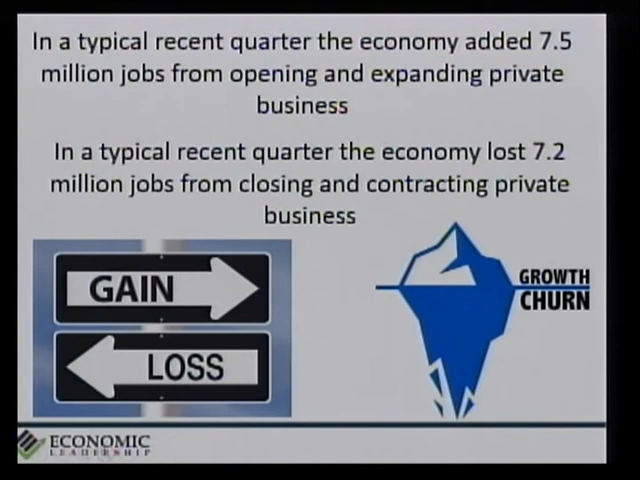 In a typical recent quarter the economy added 7.5
million jobs from opening and expanding private
business
In a typical recent quarter the economy lost 7.2
million jobs from closing and contracting private
business
GAIN
LOSS
GROWTH
CHURN
ECONOMIC
LEADERSHIP